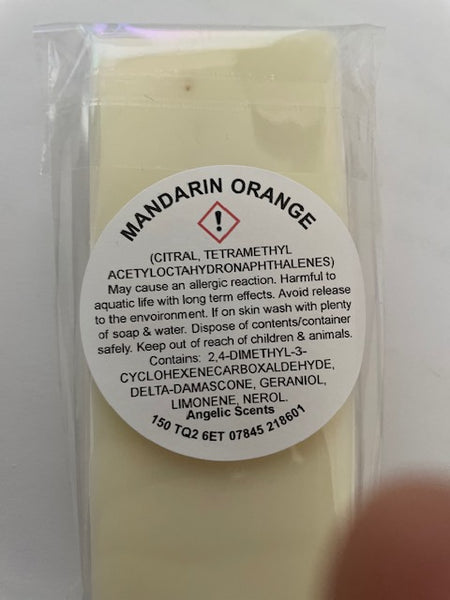 MANDARIN ORANGE
!
(CITRAL, TETRAMETHYL
ACETYLOCTAHYDRONAPHTHALENES)
May cause an allergic reaction. Harmful to
aquatic life with long term effects. Avoid release
to the envoironment. If on skin wash with plenty
of soap & water. Dispose of contents/container
safely. Keep out of reach of children & animals.
Contains: 2,4-DIMETHYL-3-
CYCLOHEXENECARBOXALDEHYDE,
DELTA-DAMASCONE, GERANIOL,
LIMONENE, NEROL.
Angelic Scents
150 TQ2 6ET 07845 218601